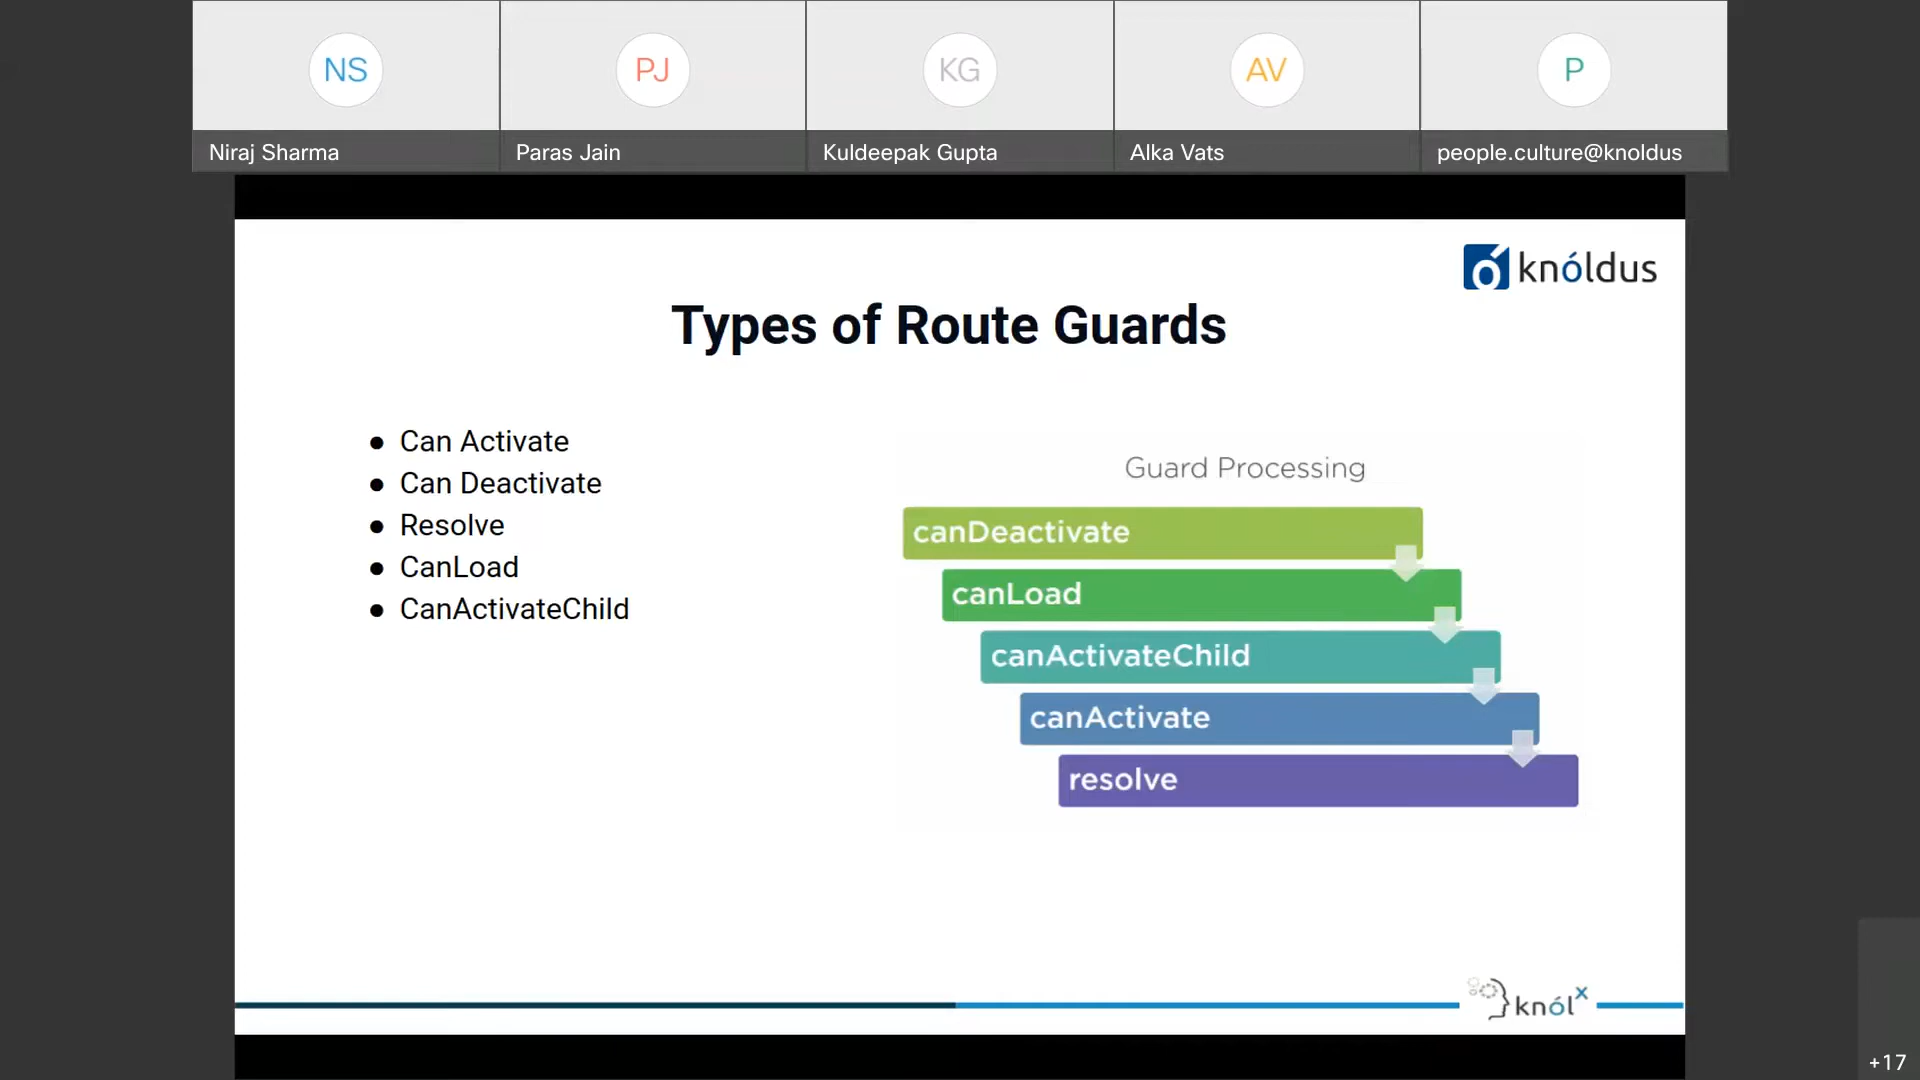 NS
PJ
KG
AV
P
Niraj Sharma
Paras Jain
Kuldeepak Gupta
Alka Vats
people.culture@knoldus
knóldus
Types of Route Guards
● Can Activate
● Can Deactivate
● Resolve
● CanLoad
● CanActivateChild
Guard Processing
canDeactivate
canLoad
canActivateChild
canActivate
resolve
knólx
+17